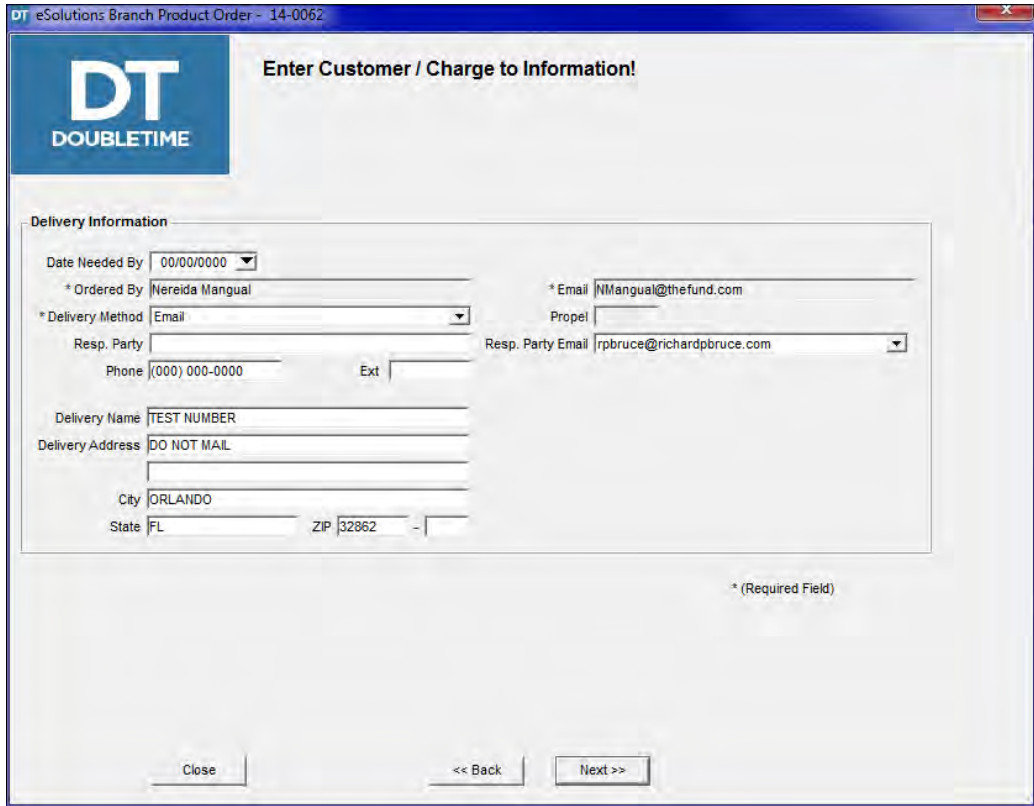 DT eSolutions Branch Product Order - 14-0062
X
DT
DOUBLETIME
Enter Customer / Charge to Information!
Delivery Information
Date Needed By 00/00/0000
* Ordered By Nereida Mangual * Email NMangual@thefund.com
* Delivery Method Email Propel
Resp. Party Resp. Party Email rpbruce@richardpbruce.com
Phone (000) 000-0000 Ext
Delivery Name TEST NUMBER
Delivery Address DO NOT MAIL
City ORLANDO
State FL ZIP 32862 -
* (Required Field)
Close << Back Next >>